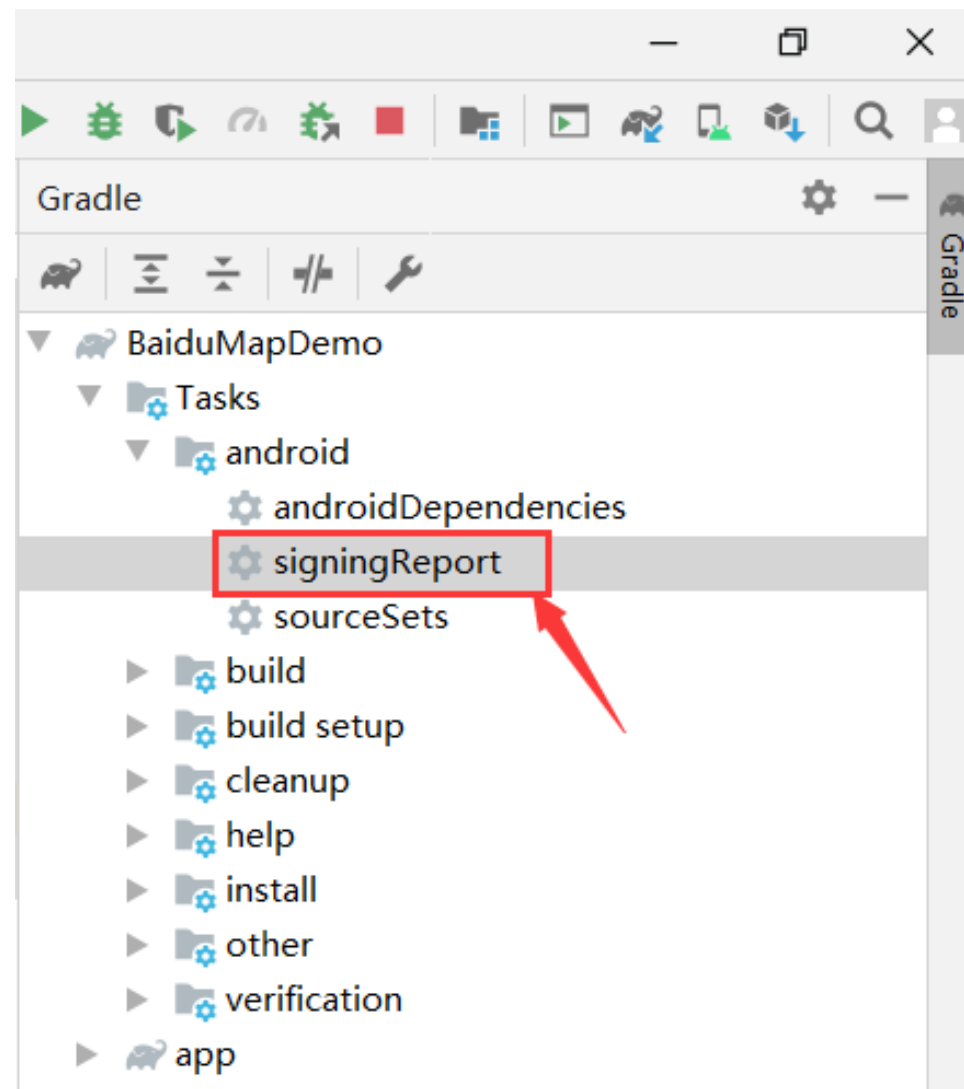 Gradle
Gradle
BaiduMapDemo
Tasks
android
androidDependencies
signingReport
sourceSets
build
build setup
cleanup
help
install
other
verification
app